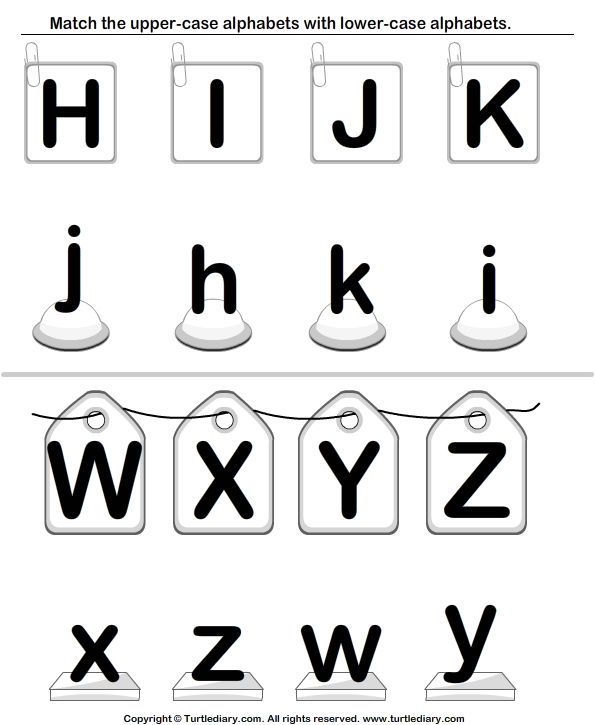 Match the upper-case alphabets with lower-case alphabets.
H I J K
j h k i
W X Y Z
x z w y
Copyright © Turtlediary.com. All rights reserved. www.turtlediary.com